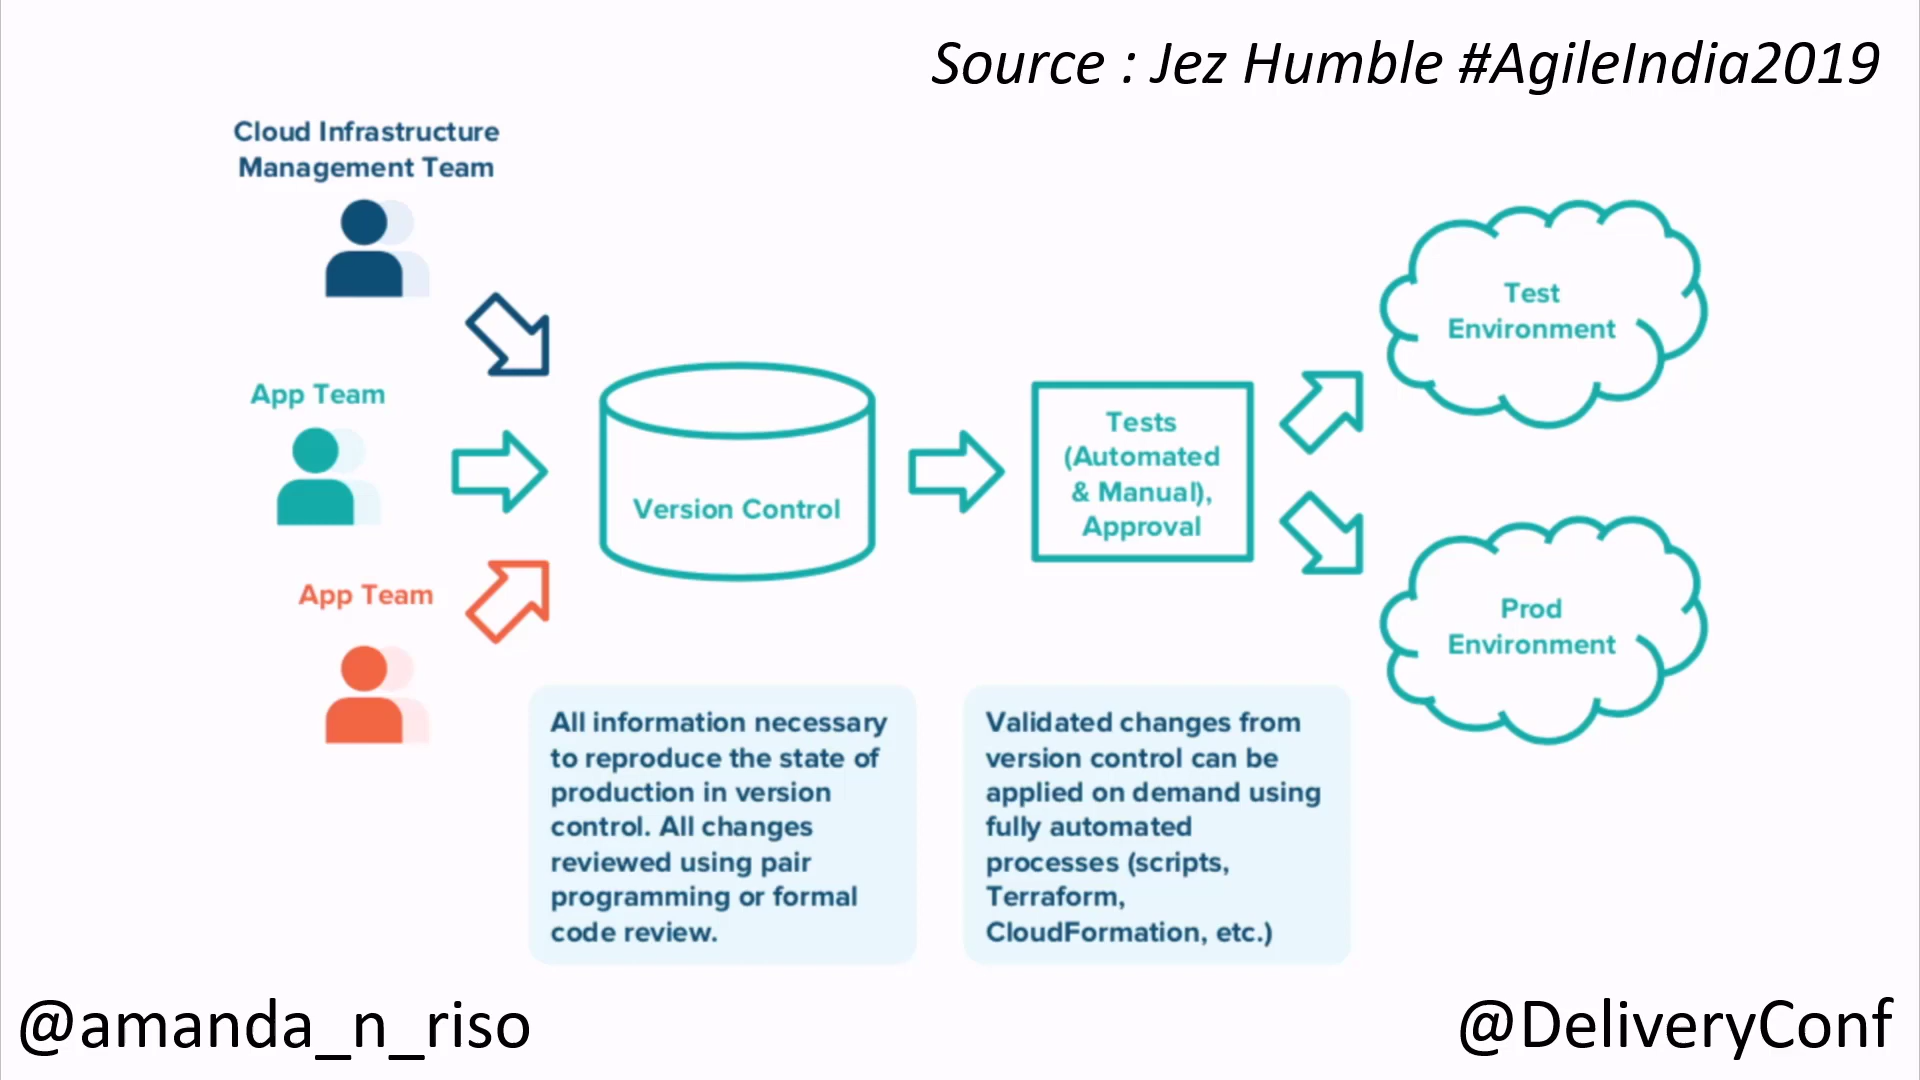 Source : Jez Humble #AgileIndia2019
Cloud Infrastructure
Management Team
App Team
App Team
Version Control
Tests
(Automated
& Manual),
Approval
Test
Environment
Prod
Environment
All information necessary
to reproduce the state of
production in version
control. All changes
reviewed using pair
programming or formal
code review.
Validated changes from
version control can be
applied on demand using
fully automated
processes (scripts,
Terraform,
CloudFormation, etc.)
@amanda_n_riso
@DeliveryConf